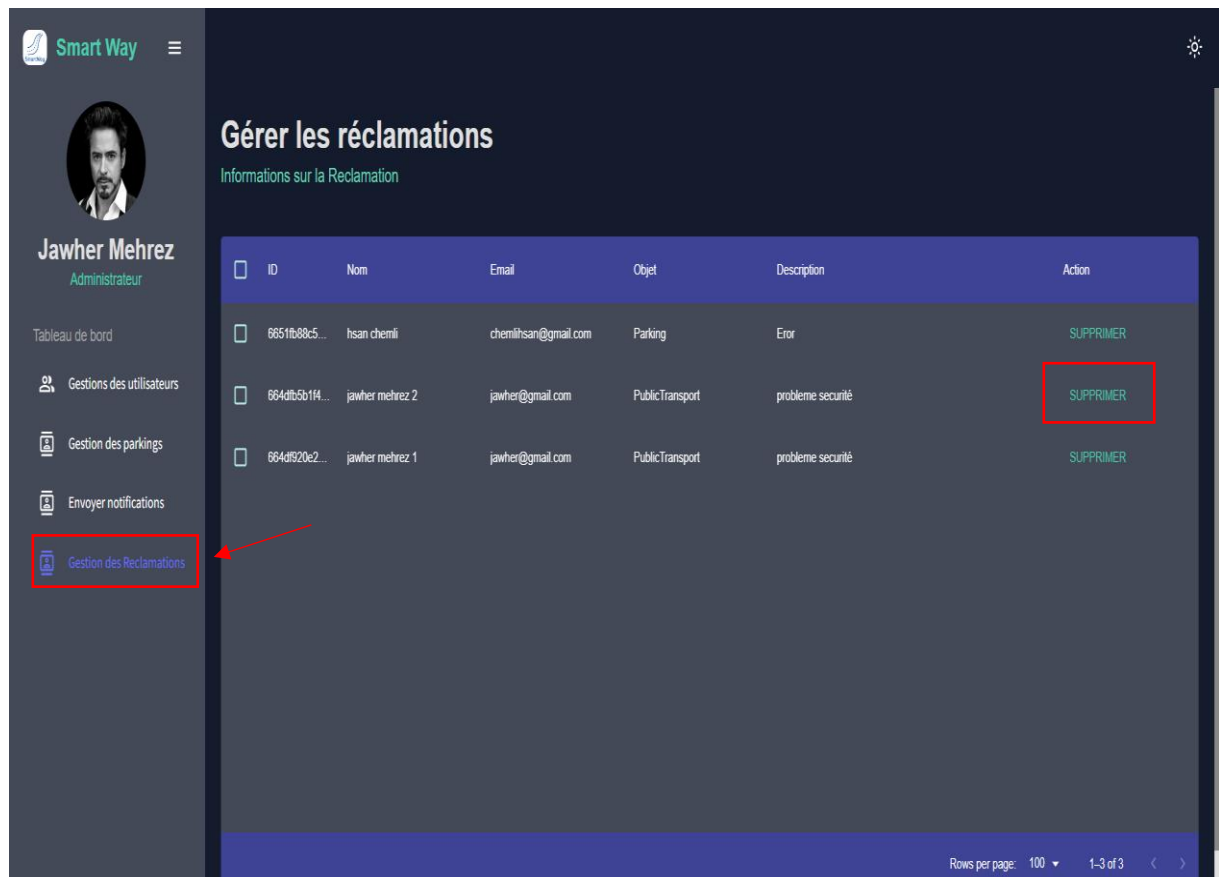 Smart Way
Jawher Mehrez
Administrateur
Tableau de bord
Gestions des utilisateurs
Gestion des parkings
Envoyer notifications
Gestion des Reclamations
Gérer les réclamations
Informations sur la Reclamation
ID Nom Email Objet Description Action
6651fb88c5... hsan chemli chemlihsan@gmail.com Parking Eror SUPPRIMER
664dfb5b1f4... jawher mehrez 2 jawher@gmail.com PublicTransport probleme securité SUPPRIMER
664df920e2... jawher mehrez 1 jawher@gmail.com PublicTransport probleme securité SUPPRIMER
Rows per page: 100 1–3 of 3